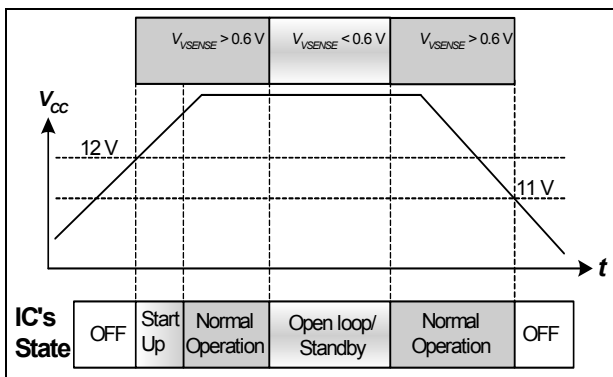 V_VSENSE > 0.6 V
V_VSENSE < 0.6 V
V_VSENSE > 0.6 V
V_CC
12 V
11 V
t
IC's
State
OFF
Start
Up
Normal
Operation
Open loop/
Standby
Normal
Operation
OFF